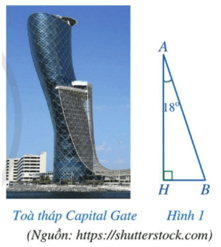 A
18°
H
B
Toà tháp Capital Gate
Hình 1
(Nguồn: https://shutterstock.com)